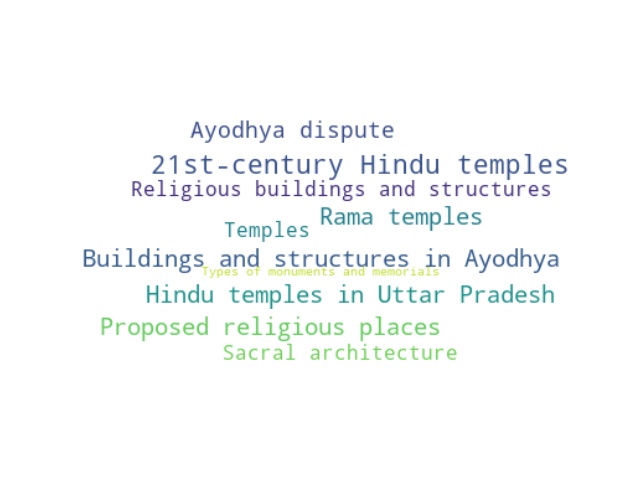 Ayodhya dispute
21st-century Hindu temples
Religious buildings and structures
Rama temples
Temples
Buildings and structures in Ayodhya
Types of monuments and memorials
Hindu temples in Uttar Pradesh
Proposed religious places
Sacral architecture